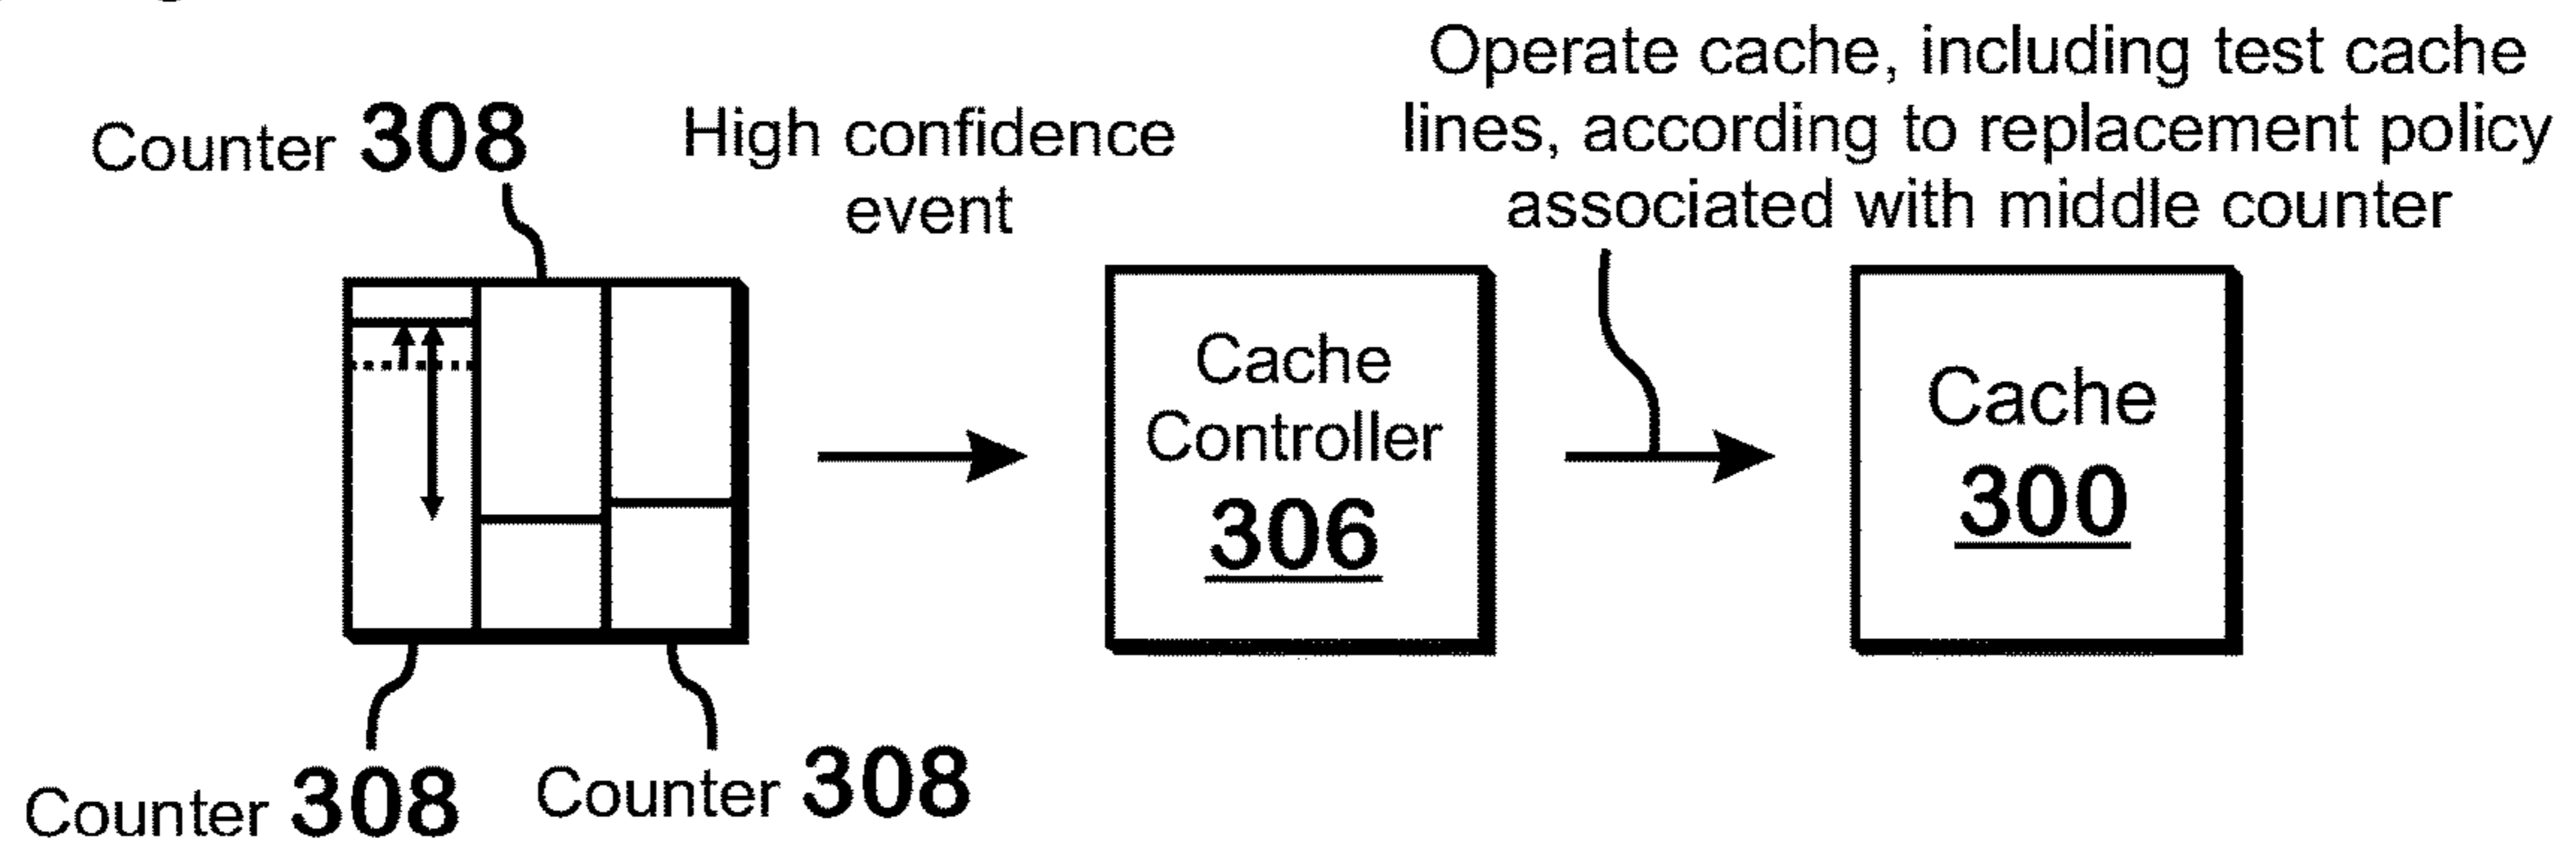 Operate cache, including test cache
lines, according to replacement policy
associated with middle counter
Counter 308
High confidence
event
Cache
Controller
306
Cache
300
Counter 308
Counter 308